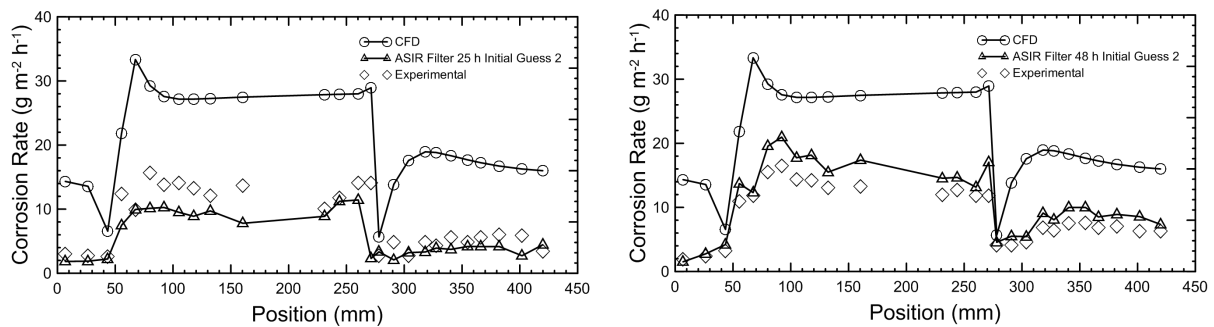 40
30
20
10
0
0 50 100 150 200 250 300 350 400 450
Corrosion Rate (g m-2 h-1)
Position (mm)
CFD
ASIR Filter 25 h Initial Guess 2
Experimental
40
30
20
10
0
0 50 100 150 200 250 300 350 400 450
Corrosion Rate (g m-2 h-1)
Position (mm)
CFD
ASIR Filter 48 h Initial Guess 2
Experimental